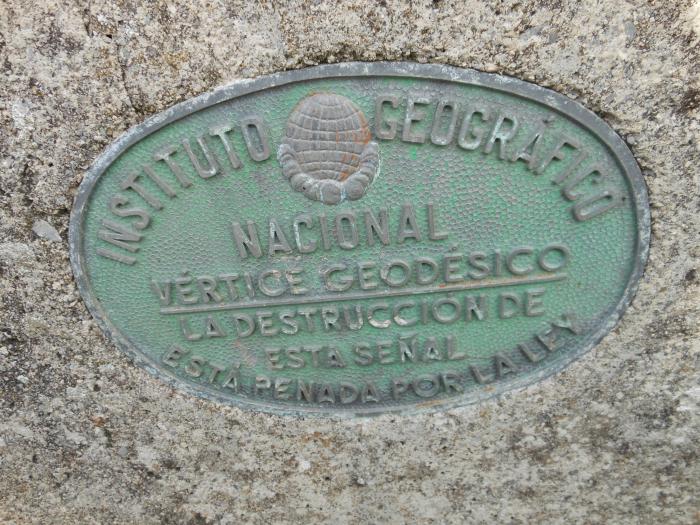 INSTITUTO GEOGRÁFICO
NACIONAL
VÉRTICE GEODÉSICO
LA DESTRUCCIÓN DE
ESTA SEÑAL
ESTÁ PENADA POR LA LEY